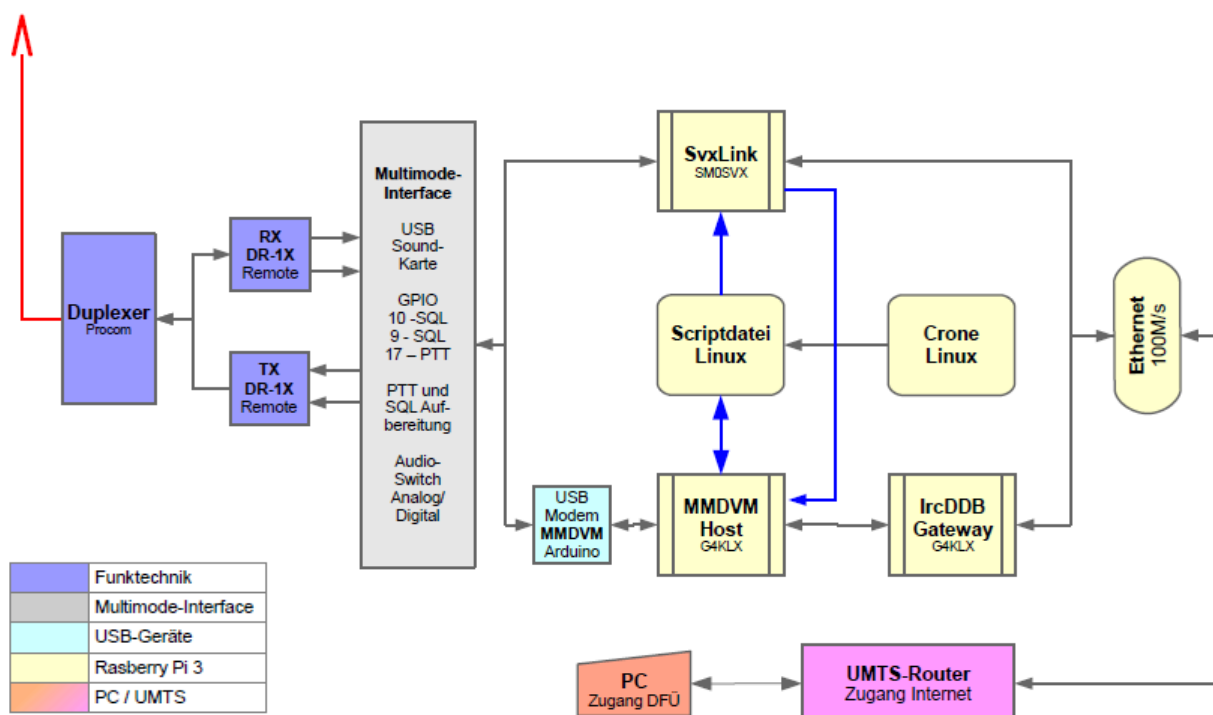 SvxLink
SM0SVX
Multimode-
Interface
USB
Sound-
Karte
GPIO
10 -SQL
9 - SQL
17 – PTT
PTT und
SQL Auf-
bereitung
Audio-
Switch
Analog/
Digital
RX
DR-1X
Remote
Duplexer
Procom
TX
DR-1X
Remote
Scriptdatei
Linux
Crone
Linux
Ethernet
100M/s
USB
Modem
MMDVM
Arduino
MMDVM
Host
G4KLX
IrcDDB
Gateway
G4KLX
Funktechnik
Multimode-Interface
USB-Geräte
Rasberry Pi 3
PC / UMTS
PC
Zugang DFÜ
UMTS-Router
Zugang Internet